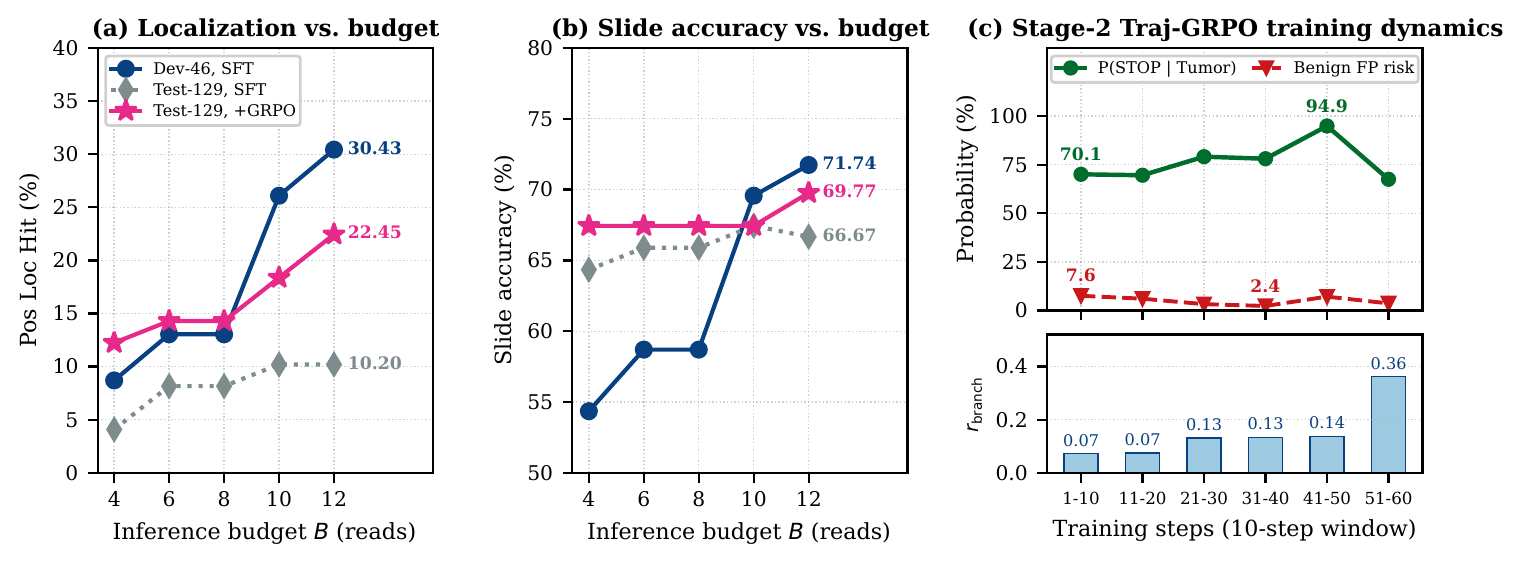 (a) Localization vs. budget
Pos Loc Hit (%)
40
35
30
25
20
15
10
5
0
Dev-46, SFT
Test-129, SFT
Test-129, +GRPO
30.43
22.45
10.20
4 6 8 10 12
Inference budget B (reads)
(b) Slide accuracy vs. budget
Slide accuracy (%)
80
75
70
65
60
55
50
71.74
69.77
66.67
4 6 8 10 12
Inference budget B (reads)
(c) Stage-2 Traj-GRPO training dynamics
P(STOP | Tumor) Benign FP risk
Probability (%)
100
75
50
25
0
70.1
94.9
7.6
2.4
r_branch
0.4
0.2
0.0
0.07 0.07 0.13 0.13 0.14 0.36
1-10 11-20 21-30 31-40 41-50 51-60
Training steps (10-step window)